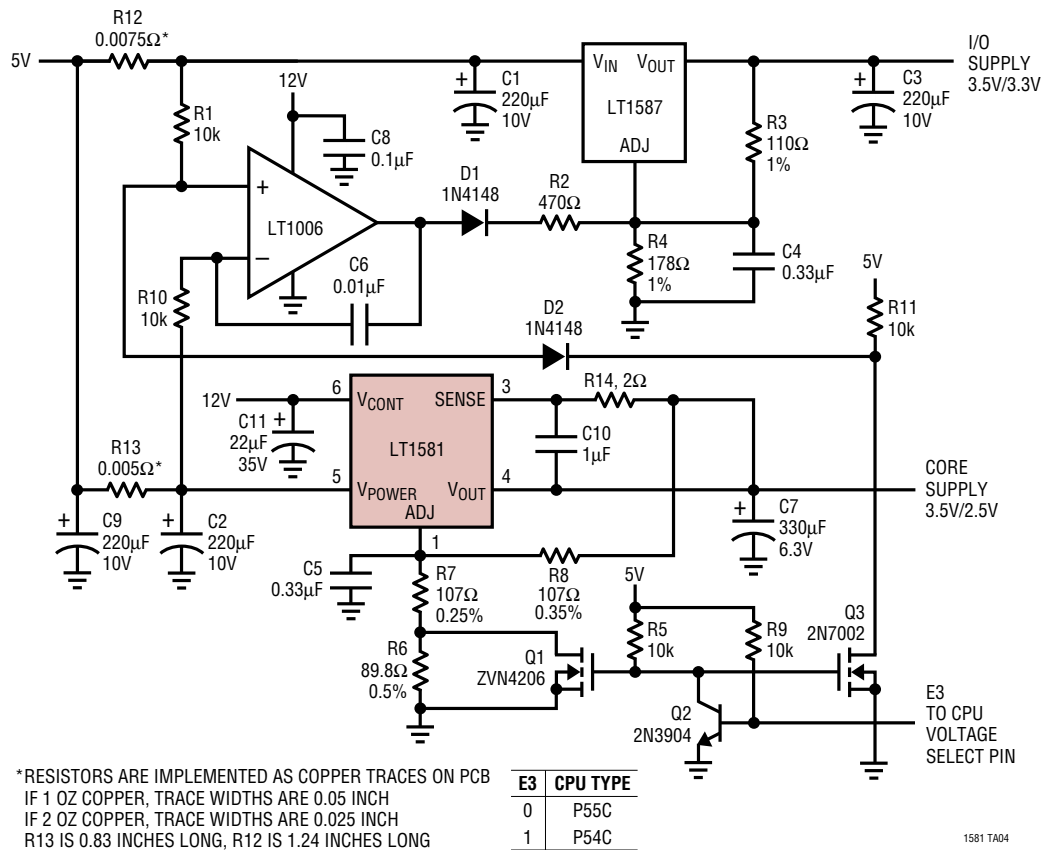 R12
0.0075Ω*
5V
12V
I/O
SUPPLY
3.5V/3.3V
R1
10k
C8
0.1µF
+
C1
220µF
10V
VIN VOUT
LT1587
ADJ
+
C3
220µF
10V
R3
110Ω
1%
+
LT1006
–
D1
1N4148
R2
470Ω
R4
178Ω
1%
C4
0.33µF
C6
0.01µF
R10
10k
5V
R11
10k
D2
1N4148
12V
C11 +
22µF
35V
6
VCONT SENSE
3
LT1581
R14, 2Ω
C10
1µF
R13
0.005Ω*
5
VPOWER VOUT
4
ADJ
1
CORE
SUPPLY
3.5V/2.5V
+
C9
220µF
10V
+
C2
220µF
10V
+
C7
330µF
6.3V
C5
0.33µF
R7
107Ω
0.25%
R8
107Ω
0.35%
5V
R5
10k
R9
10k
Q3
2N7002
R6
89.8Ω
0.5%
Q1
ZVN4206
Q2
2N3904
E3
TO CPU
VOLTAGE
SELECT PIN
*RESISTORS ARE IMPLEMENTED AS COPPER TRACES ON PCB
IF 1 OZ COPPER, TRACE WIDTHS ARE 0.05 INCH
IF 2 OZ COPPER, TRACE WIDTHS ARE 0.025 INCH
R13 IS 0.83 INCHES LONG, R12 IS 1.24 INCHES LONG
E3 CPU TYPE
0 P55C
1 P54C
1581 TA04